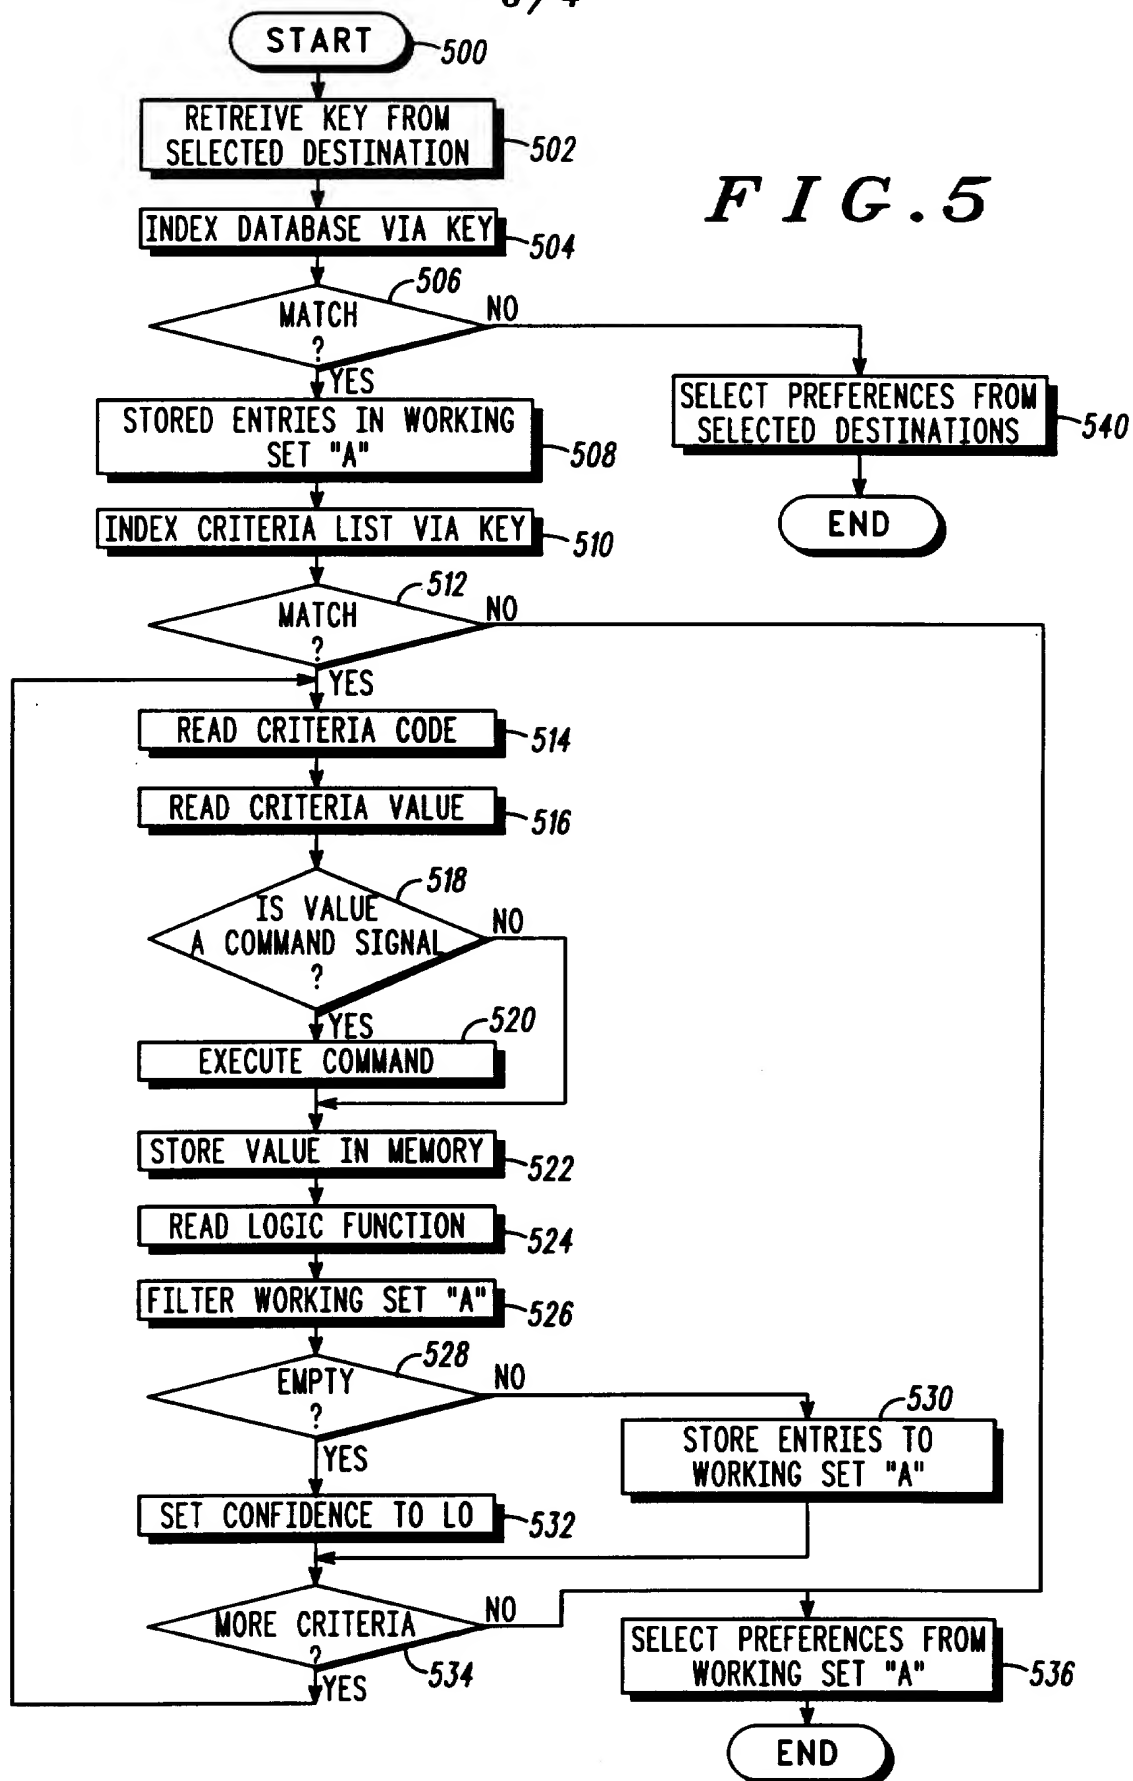 START
500
RETREIVE KEY FROM
SELECTED DESTINATION
502
FIG.5
INDEX DATABASE VIA KEY
504
506
MATCH
?
NO
YES
STORED ENTRIES IN WORKING
SET "A"
508
SELECT PREFERENCES FROM
SELECTED DESTINATIONS
540
END
INDEX CRITERIA LIST VIA KEY
510
512
MATCH
?
NO
YES
READ CRITERIA CODE
514
READ CRITERIA VALUE
516
518
IS VALUE
A COMMAND SIGNAL
?
NO
YES
520
EXECUTE COMMAND
STORE VALUE IN MEMORY
522
READ LOGIC FUNCTION
524
FILTER WORKING SET "A"
526
528
EMPTY
?
NO
YES
530
STORE ENTRIES TO
WORKING SET "A"
SET CONFIDENCE TO LO
532
MORE CRITERIA
?
NO
534
YES
SELECT PREFERENCES FROM
WORKING SET "A"
536
END